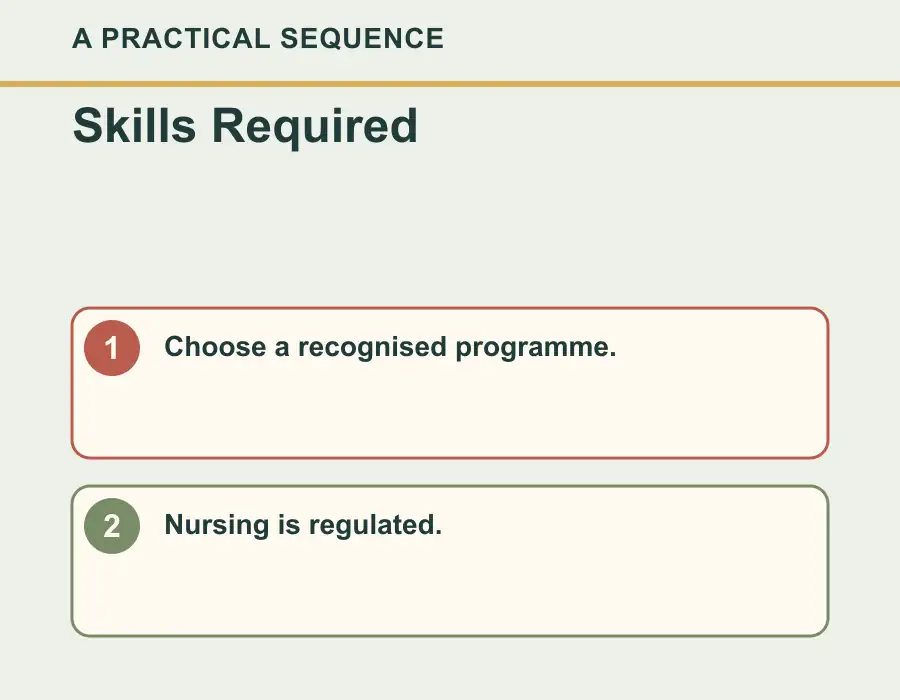 A PRACTICAL SEQUENCE
Skills Required
1 Choose a recognised programme.
2 Nursing is regulated.